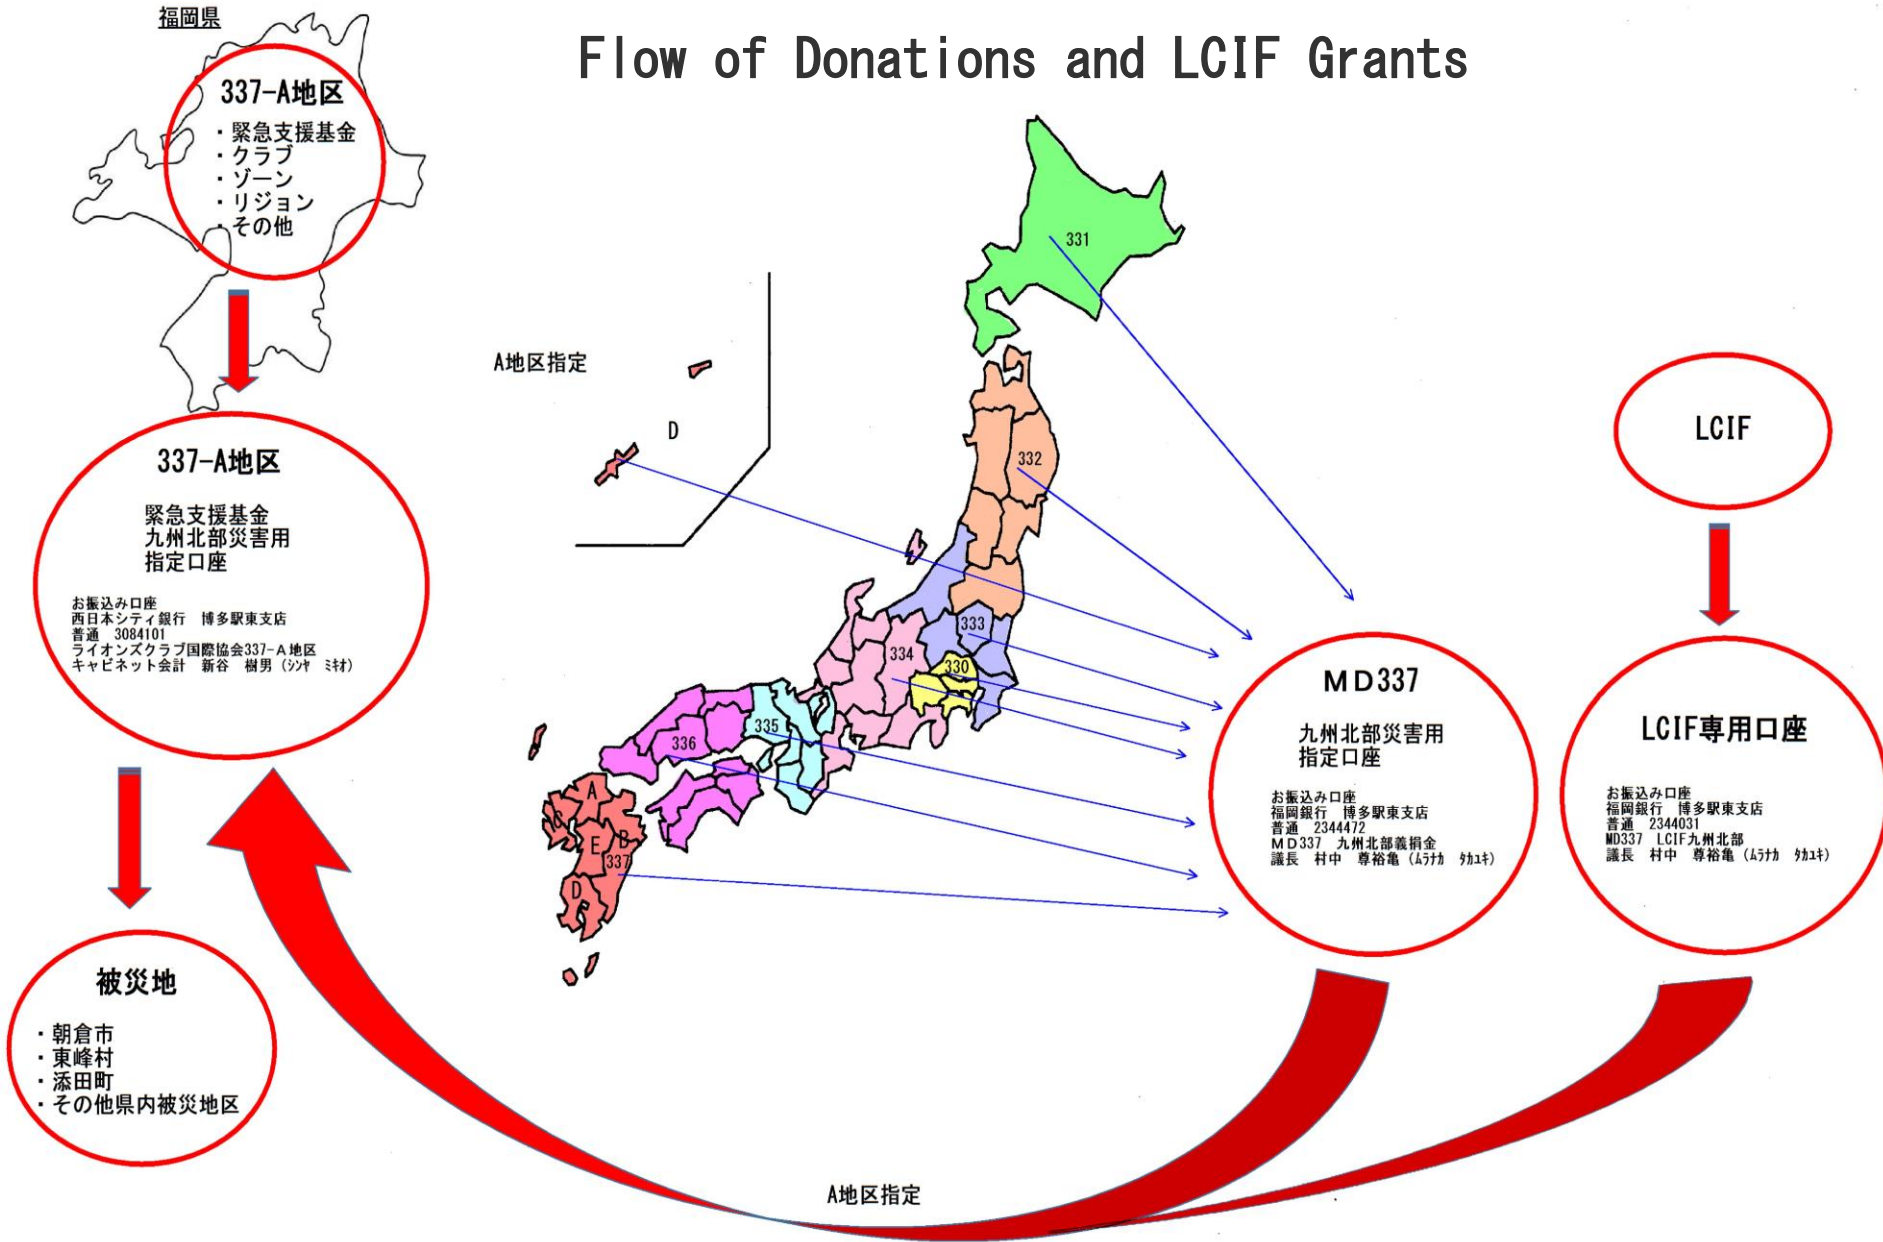 福岡県
Flow of Donations and LCIF Grants
337-A地区
・緊急支援基金
・クラブ
・ゾーン
・リジョン
・その他
A地区指定
D
331
332
333
334
330
335
336
A
C
E
B
337
D
F
337-A地区
緊急支援基金
九州北部災害用
指定口座
お振込み口座
西日本シティ銀行 博多駅東支店
普通 3084101
ライオンズクラブ国際協会337-A地区
キャビネット会計 新谷 樹男(ｼﾝﾔ ﾐｷｵ)
被災地
・朝倉市
・東峰村
・添田町
・その他県内被災地区
LCIF
MD337
九州北部災害用
指定口座
お振込み口座
福岡銀行 博多駅東支店
普通 2344472
MD337 九州北部義捐金
議長 村中 尊裕亀(ﾑﾗﾅｶ ﾀｶﾕｷ)
LCIF専用口座
お振込み口座
福岡銀行 博多駅東支店
普通 2344031
MD337 LCIF九州北部
議長 村中 尊裕亀(ﾑﾗﾅｶ ﾀｶﾕｷ)
A地区指定